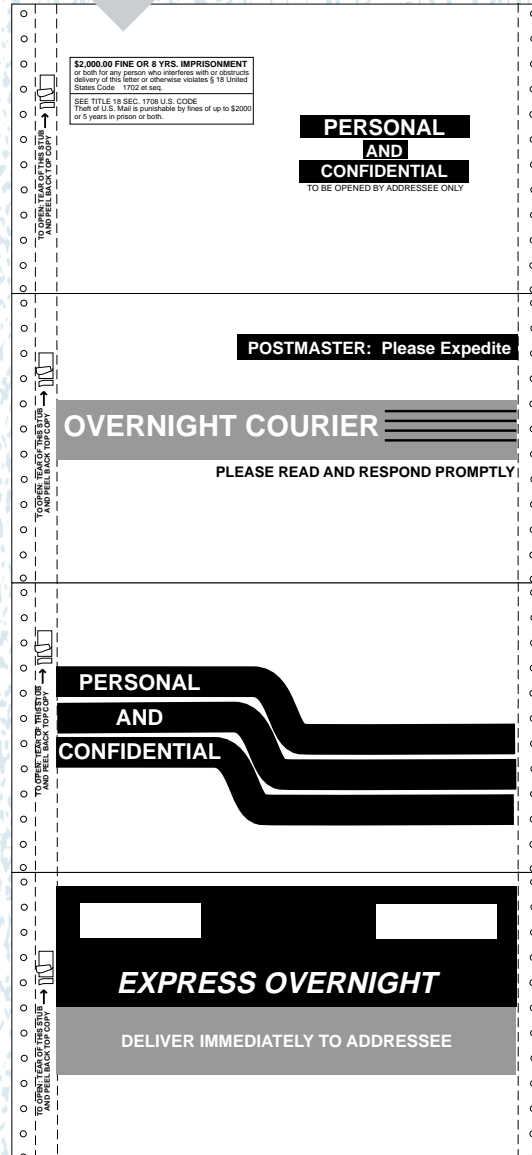 $2,000.00 FINE OR 8 YRS. IMPRISONMENT
or both for any person who interferes with or obstructs
delivery of this letter or otherwise violates § 18 United
States Code 1702 et seq.
SEE TITLE 18 SEC. 1708 U.S. CODE
Theft of U.S. Mail is punishable by fines of up to $2000
or 5 years in prison or both.
PERSONAL
AND
CONFIDENTIAL
TO BE OPENED BY ADDRESSEE ONLY
TO OPEN: TEAR OF THIS STUB
AND PEEL BACK TOP COPY
POSTMASTER: Please Expedite
OVERNIGHT COURIER
PLEASE READ AND RESPOND PROMPTLY
TO OPEN: TEAR OF THIS STUB
AND PEEL BACK TOP COPY
PERSONAL
AND
CONFIDENTIAL
TO OPEN: TEAR OF THIS STUB
AND PEEL BACK TOP COPY
EXPRESS OVERNIGHT
DELIVER IMMEDIATELY TO ADDRESSEE
TO OPEN: TEAR OF THIS STUB
AND PEEL BACK TOP COPY